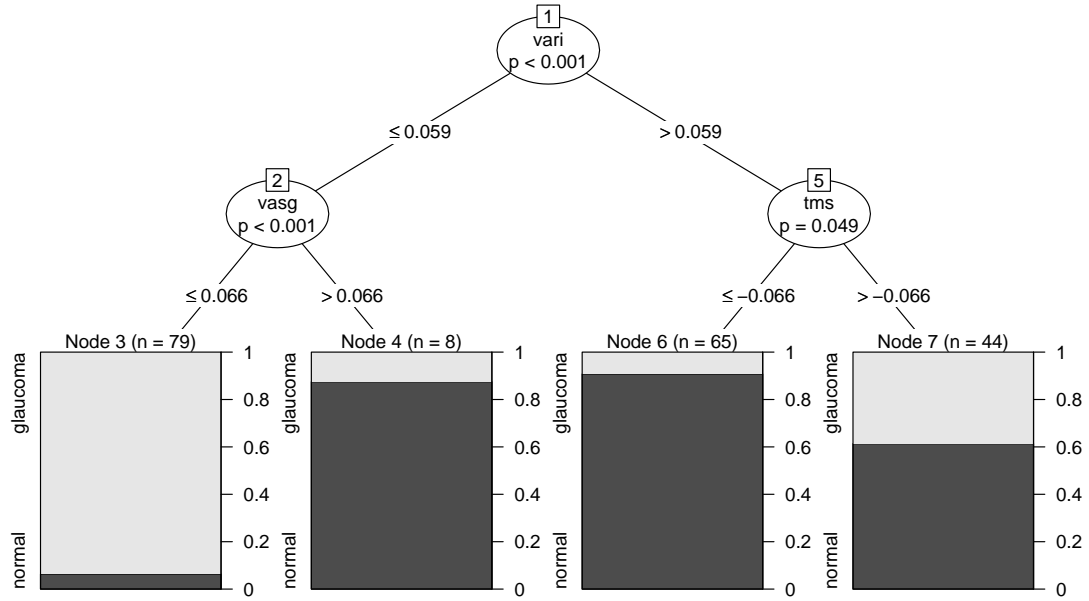 1
vari
p < 0.001
≤ 0.059
> 0.059
2
vasg
p < 0.001
5
tms
p = 0.049
≤ 0.066
> 0.066
≤ −0.066
> −0.066
Node 3 (n = 79)
glaucoma
normal
1
0.8
0.6
0.4
0.2
0
Node 4 (n = 8)
glaucoma
normal
1
0.8
0.6
0.4
0.2
0
Node 6 (n = 65)
glaucoma
normal
1
0.8
0.6
0.4
0.2
0
Node 7 (n = 44)
glaucoma
normal
1
0.8
0.6
0.4
0.2
0